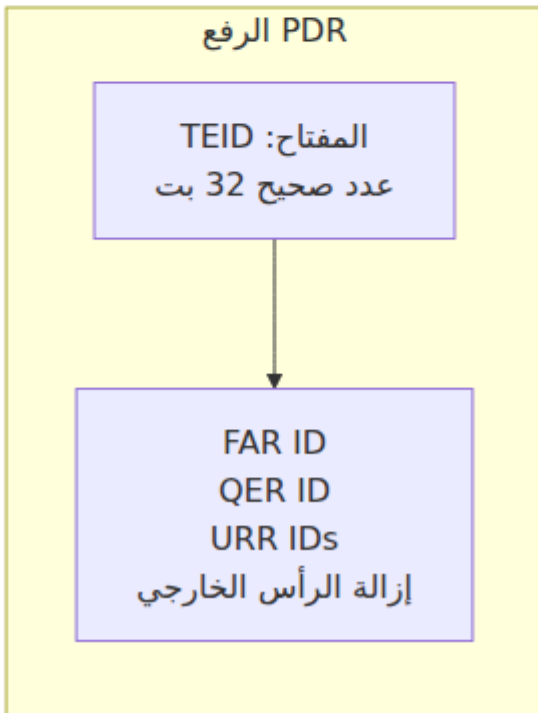 PDR الرفع
المفتاح: TEID
عدد صحيح 32 بت
FAR ID
QER ID
URR IDs
إزالة الرأس الخارجي